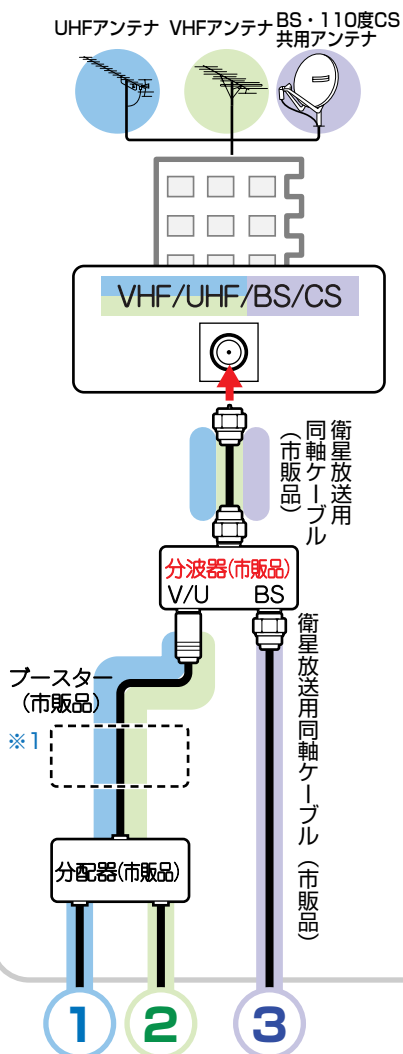 UHFアンテナ
VHFアンテナ
BS・110度CS
共用アンテナ
VHF/UHF/BS/CS
衛星放送用
同軸ケーブル
(市販品)
分波器(市販品)
V/U
BS
ブースター
(市販品)
※1
衛星放送用同軸ケーブル(市販品)
分配器(市販品)
1
2
3